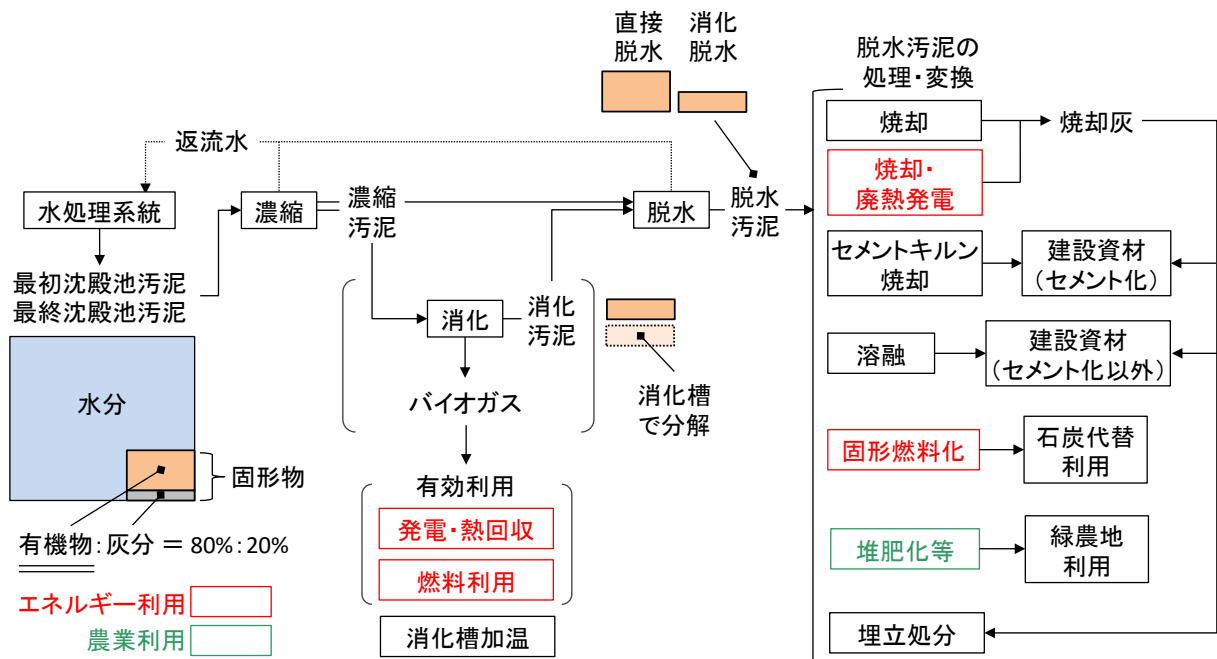 直接
脱水
消化
脱水
脱水汚泥の
処理・変換
返流水
水処理系統
濃縮
濃縮
汚泥
脱水
脱水
汚泥
最初沈殿池汚泥
最終沈殿池汚泥
消化
消化
汚泥
バイオガス
消化槽
で分解
水分
固形物
有機物:灰分 = 80%:20%
エネルギー利用
農業利用
有効利用
発電・熱回収
燃料利用
消化槽加温
焼却
焼却灰
焼却・
廃熱発電
セメントキルン
焼却
建設資材
(セメント化)
溶融
建設資材
(セメント化以外)
固形燃料化
石炭代替
利用
堆肥化等
緑農地
利用
埋立処分